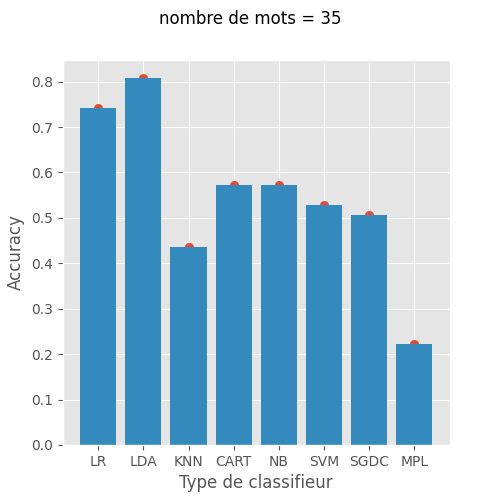 nombre de mots = 35
Accuracy
0.8
0.7
0.6
0.5
0.4
0.3
0.2
0.1
0.0
LR LDA KNN CART NB SVM SGDC MPL
Type de classifieur